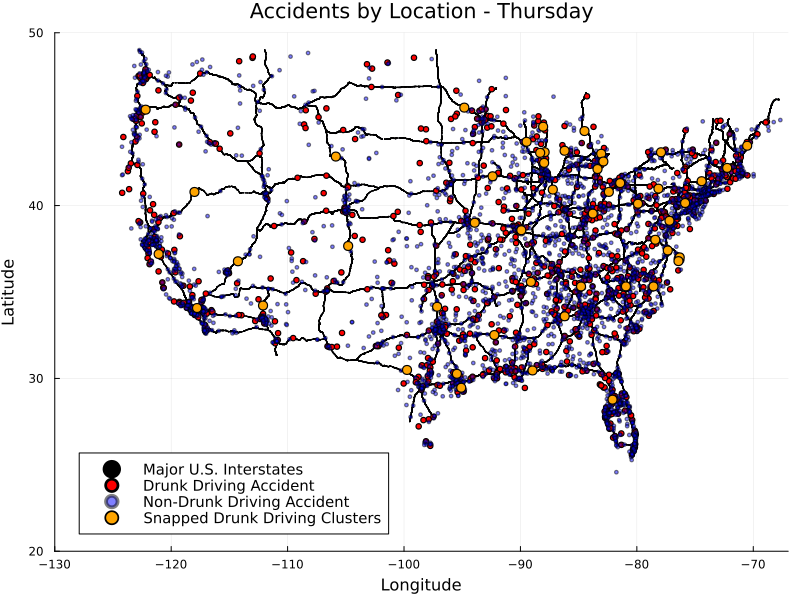 Accidents by Location - Thursday
50
40
30
20
Latitude
−130
−120
−110
−100
−90
−80
−70
Longitude
Major U.S. Interstates
Drunk Driving Accident
Non-Drunk Driving Accident
Snapped Drunk Driving Clusters